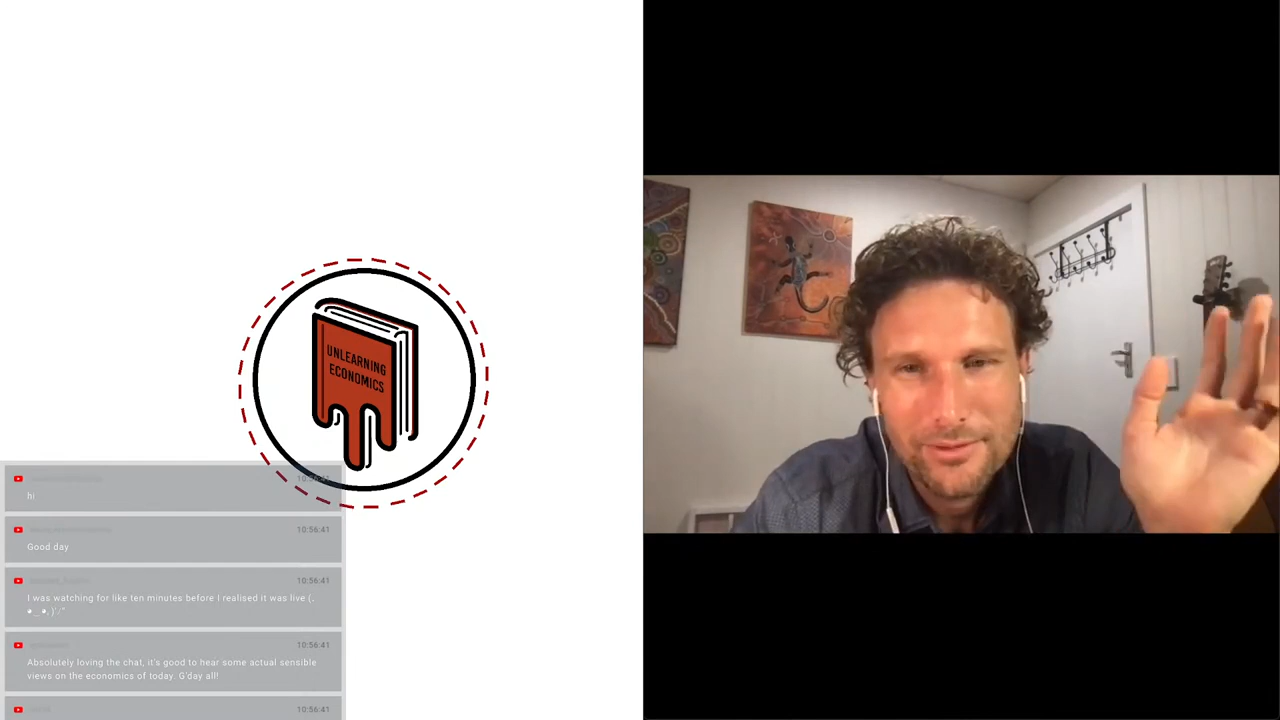 UNLEARNING
ECONOMICS
hi
10:56:41
Good day
10:56:41
I was watching for like ten minutes before I realised it was live (.
10:56:41
Absolutely loving the chat, it's good to hear some actual sensible
views on the economics of today. G'day all!
10:56:41